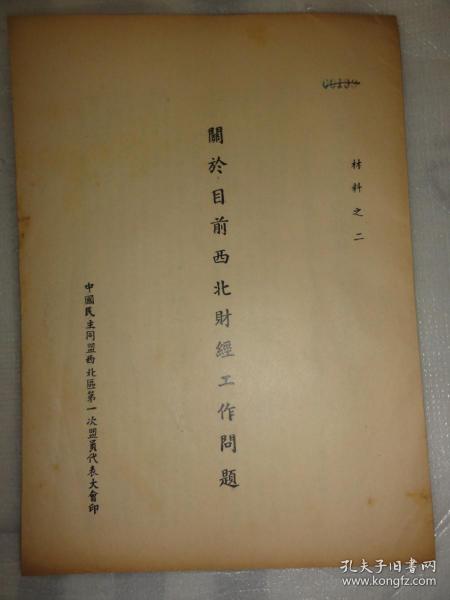 材料之二
關於目前西北財經工作問題
中國民主同盟西北區第一次盟員代表大會印
孔夫子旧书网
www.kongfz.com